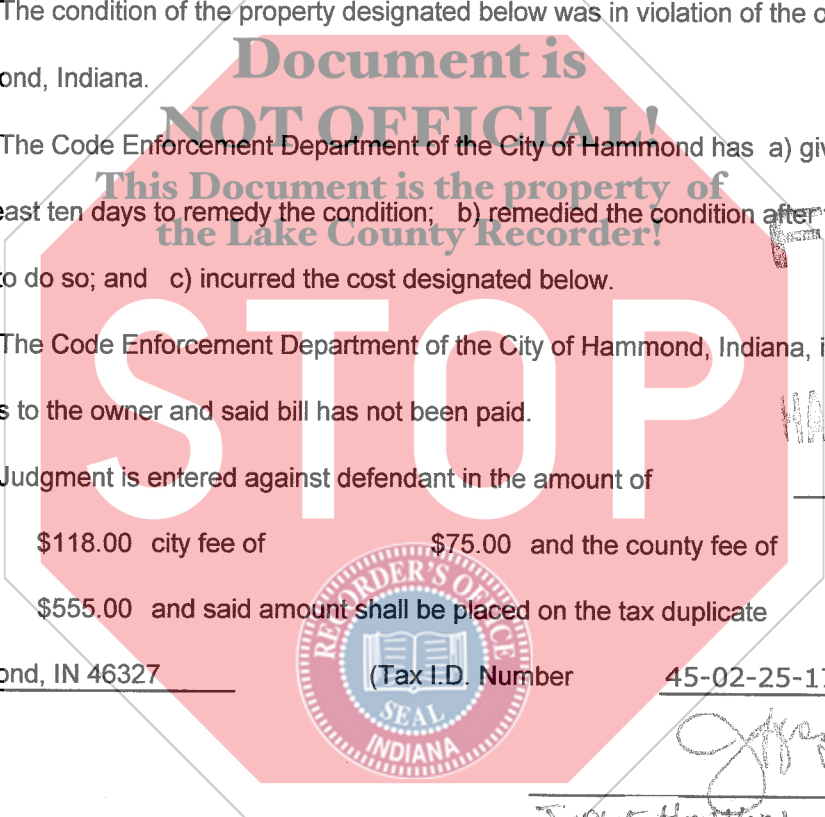 The condition of the property designated below was in violation of the o
Document is
ond, Indiana.
NOT OFFICIAL!
The Code Enforcement Department of the City of Hammond has a) giv
This Document is the property of
east ten days to remedy the condition; b) remedied the condition after
the Lake County Recorder!
to do so; and c) incurred the cost designated below.
STOP
The Code Enforcement Department of the City of Hammond, Indiana, i
s to the owner and said bill has not been paid.
HA
Judgment is entered against defendant in the amount of
$118.00 city fee of $75.00 and the county fee of
$555.00 and said amount shall be placed on the tax duplicate
RECORDER'S OFFICE
SEAL
INDIANA
ond, IN 46327 (Tax I.D. Number 45-02-25-17